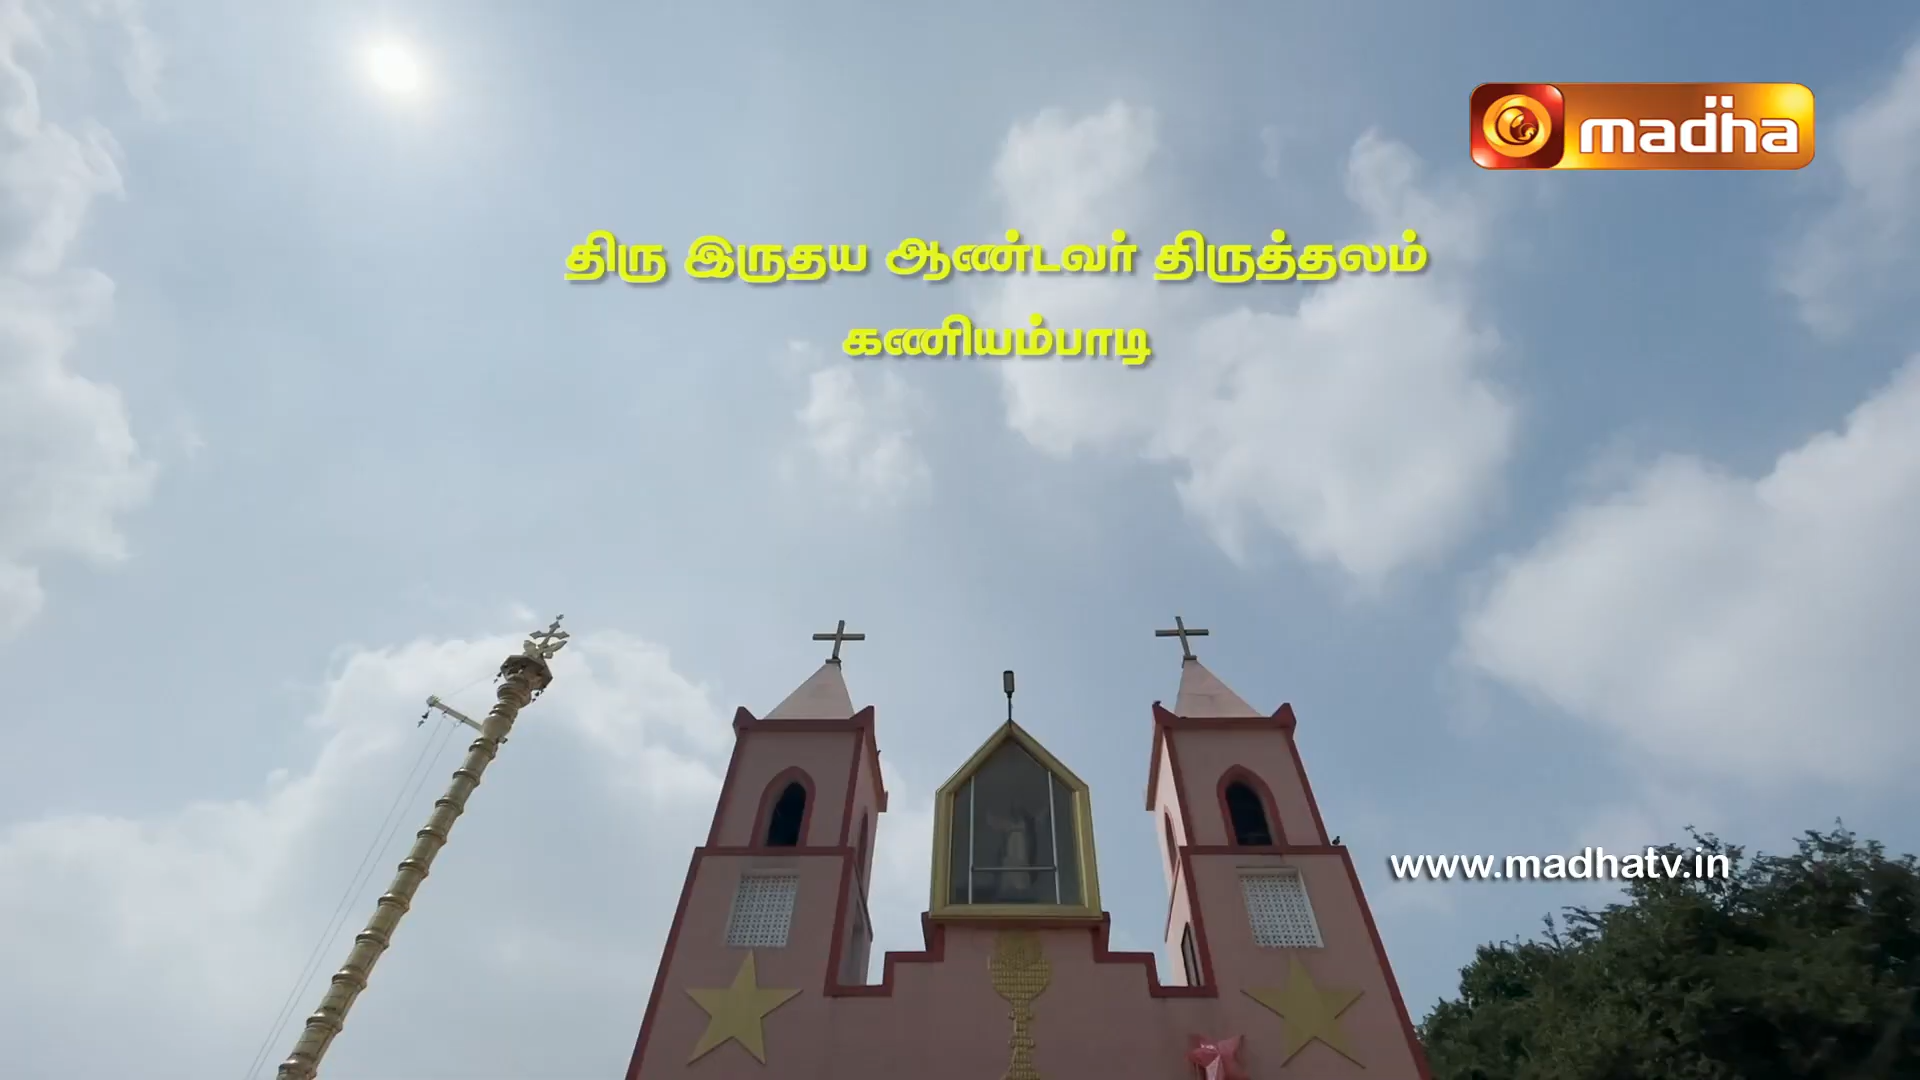 madha
திரு இருதய ஆண்டவர் திருத்தலம்
கணியம்பாடி
www.madhatv.in